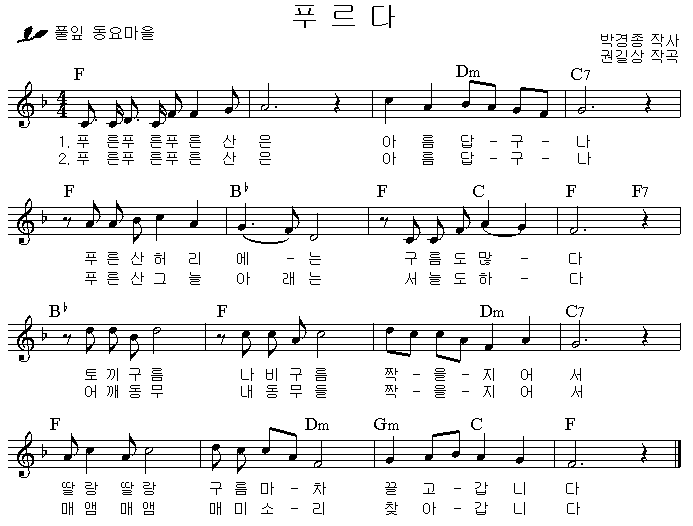 푸르다
풀잎 동요마을
박경종 작사
권길상 작곡
F Dm C7
4 4
1. 푸 른푸 른푸른 산 은 아 름 답 - 구 - 나
2. 푸 른푸 른푸른 산 은 아 름 답 - 구 - 나
F B♭ F C F F7
푸 른 산 허 리 에 - 는 구 름 도 많 - 다
푸 른 산 그 늘 아 래 는 서 늘 도 하 - 다
B♭ F Dm C7
토 끼 구 름 나 비 구 름 짝 - 을 - 지 어 서
어 깨 동 무 내 동 무 들 짝 - 을 - 지 어 서
F Dm Gm C F
딸 랑 딸 랑 구 름 마 - 차 끌 고 - 갑 니 다
매 앰 매 앰 매 미 소 - 리 찾 아 - 갑 니 다